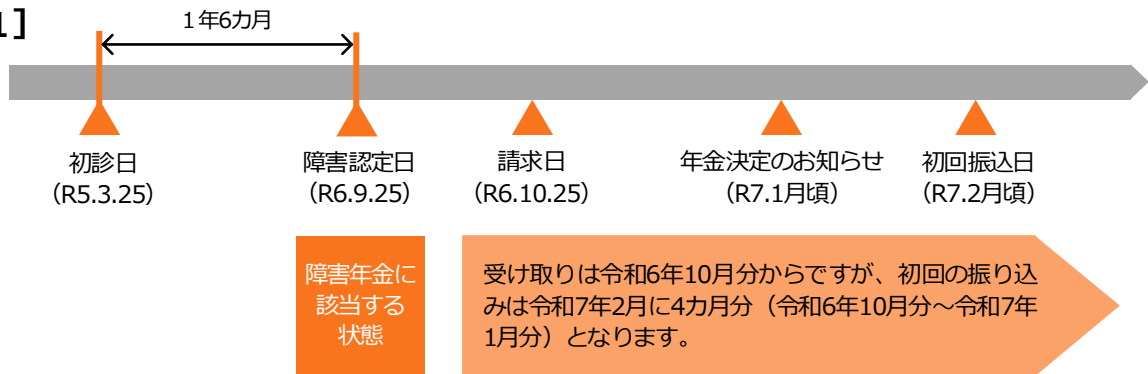 1]
1年6カ月
初診日
(R5.3.25)
障害認定日
(R6.9.25)
請求日
(R6.10.25)
年金決定のお知らせ
(R7.1月頃)
初回振込日
(R7.2月頃)
障害年金に
該当する
状態
受け取りは令和6年10月分からですが、初回の振り込
みは令和7年2月に4カ月分（令和6年10月分～令和7年
1月分）となります。